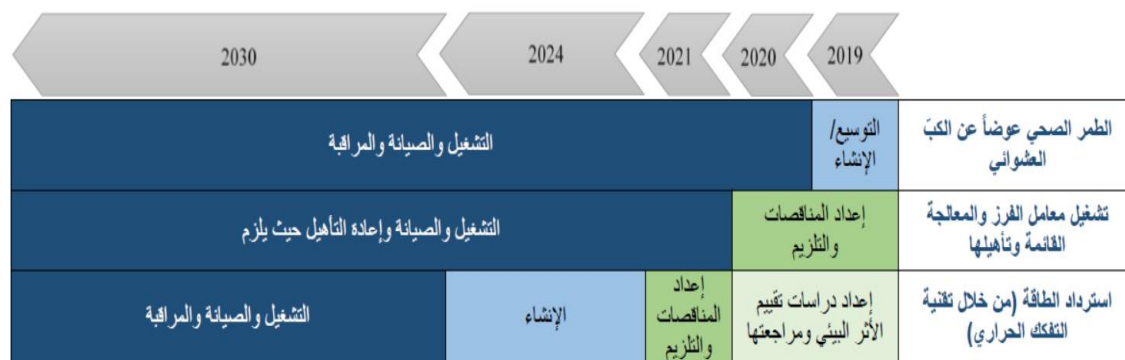 2019
2020
2021
2024
2030
الطمر الصحي عوضاً عن الكبّ
العشوائي
التوسيع/
الإنشاء
التشغيل والصيانة والمراقبة
تشغيل معامل الفرز والمعالجة
القائمة وتأهيلها
إعداد المناقصات
والتلزيم
التشغيل والصيانة وإعادة التأهيل حيث يلزم
استرداد الطاقة (من خلال تقنية
التفكك الحراري)
إعداد دراسات تقييم
الأثر البيئي ومراجعتها
إعداد
المناقصات
والتلزيم
الإنشاء
التشغيل والصيانة والمراقبة